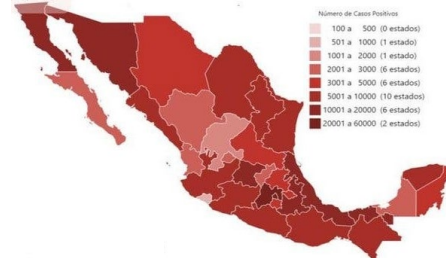 Número de Casos Positivos
100 a 500 (0 estados)
501 a 1000 (1 estado)
1001 a 2000 (1 estado)
2001 a 3000 (6 estados)
3001 a 5000 (6 estados)
5001 a 10000 (10 estados)
10001 a 20000 (6 estados)
20001 a 60000 (2 estados)